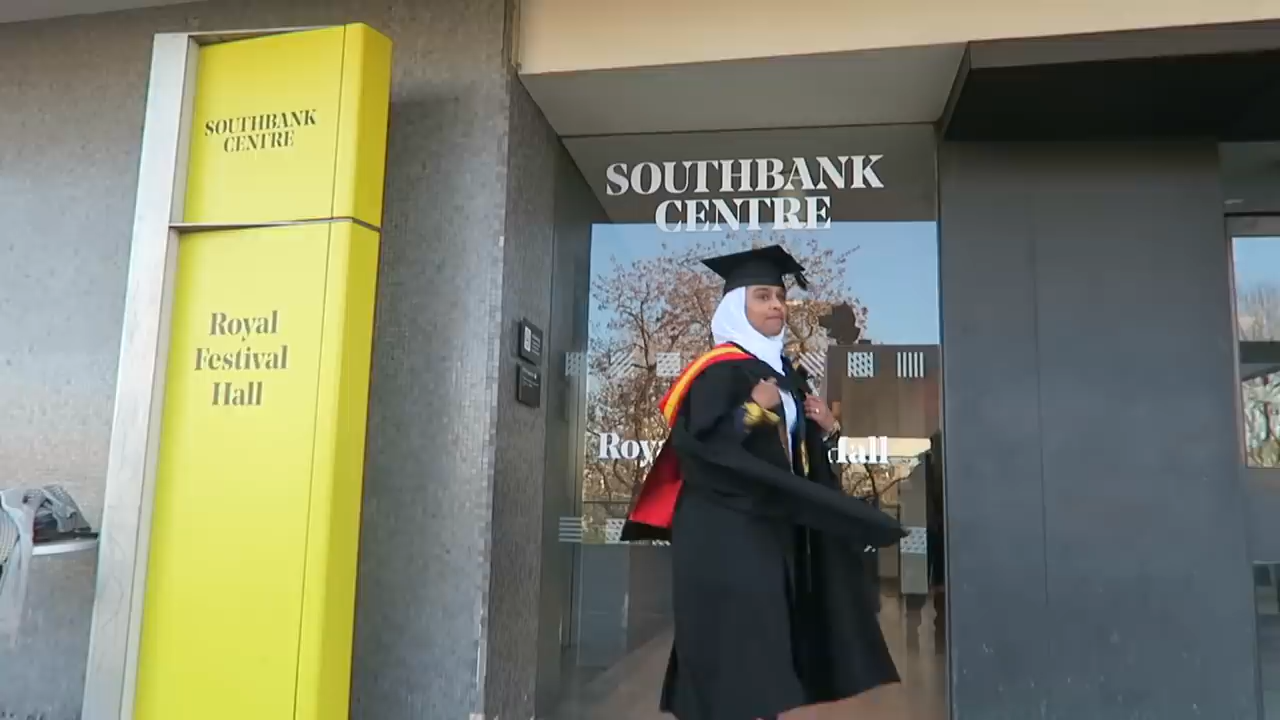 SOUTHBANK
CENTRE
Royal
Festival
Hall
SOUTHBANK
CENTRE